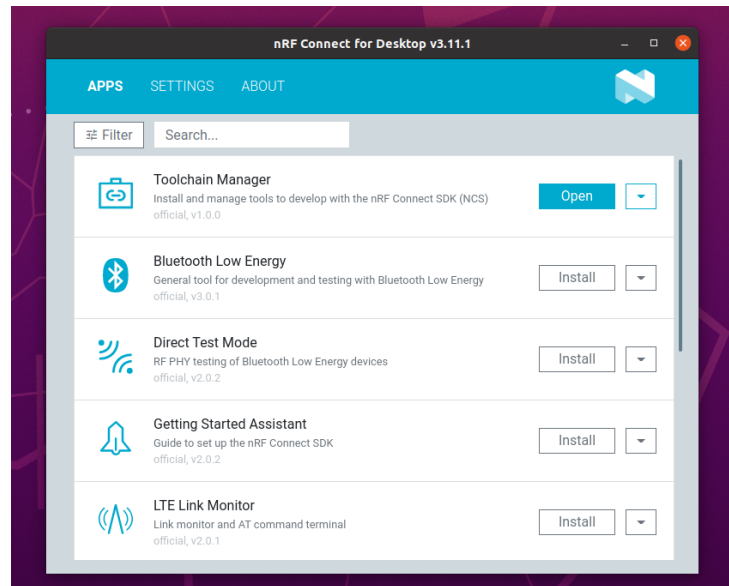 nRF Connect for Desktop v3.11.1
APPS SETTINGS ABOUT
Filter Search...
Toolchain Manager
Install and manage tools to develop with the nRF Connect SDK (NCS)
official, v1.0.0
Open
Bluetooth Low Energy
General tool for development and testing with Bluetooth Low Energy
official, v3.0.1
Install
Direct Test Mode
RF PHY testing of Bluetooth Low Energy devices
official, v2.0.2
Install
Getting Started Assistant
Guide to set up the nRF Connect SDK
official, v2.0.2
Install
LTE Link Monitor
Link monitor and AT command terminal
official, v2.0.1
Install